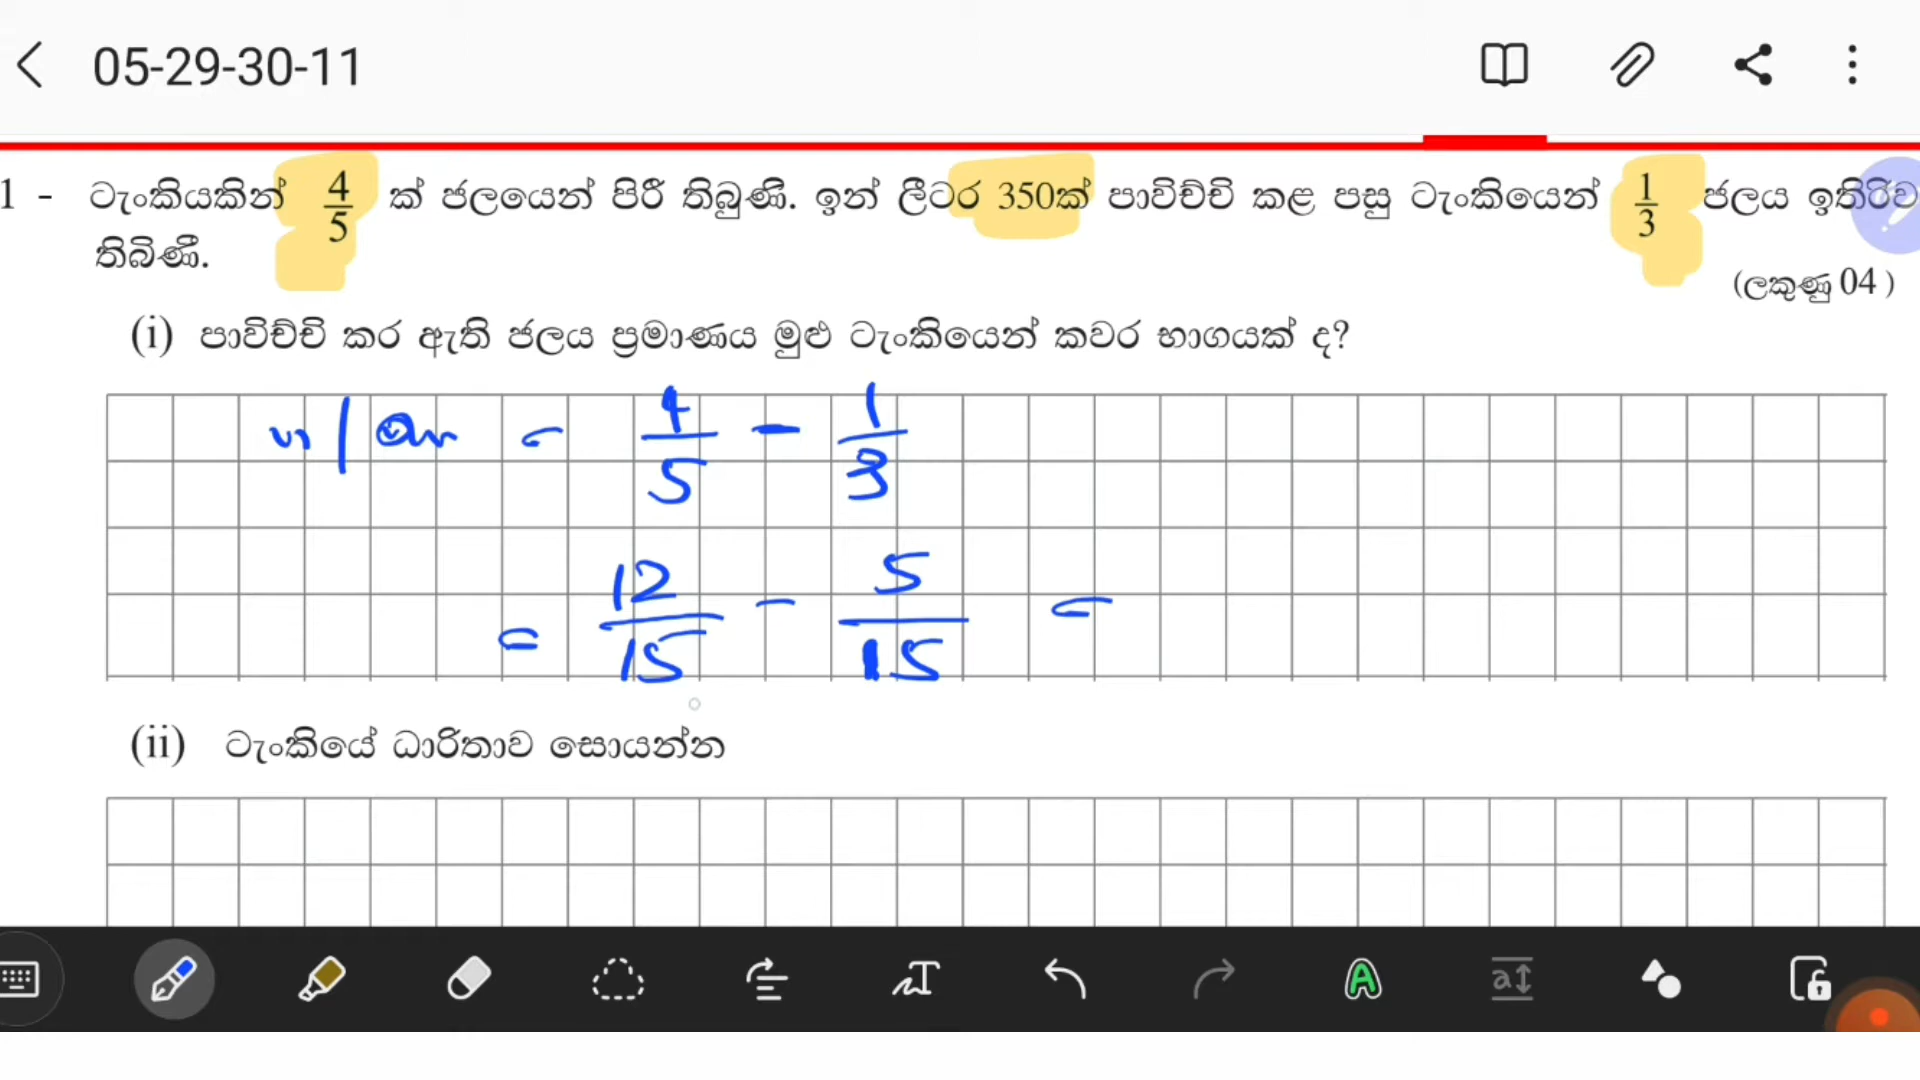 05-29-30-11
1 - ටැංකියකින් 4/5 ක් ජලයෙන් පිරී තිබුණි. ඉන් ලීටර 350ක් පාවිච්චි කළ පසු ටැංකියෙන් 1/3 ජලය ඉතිරිව
තිබිණී.
(ලකුණු 04)
(i) පාවිච්චි කර ඇති ජලය ප්‍රමාණය මුළු ටැංකියෙන් කවර භාගයක් ද?
= 4/5 - 1/3
= 12/15 - 5/15 =
(ii) ටැංකියේ ධාරිතාව සොයන්න